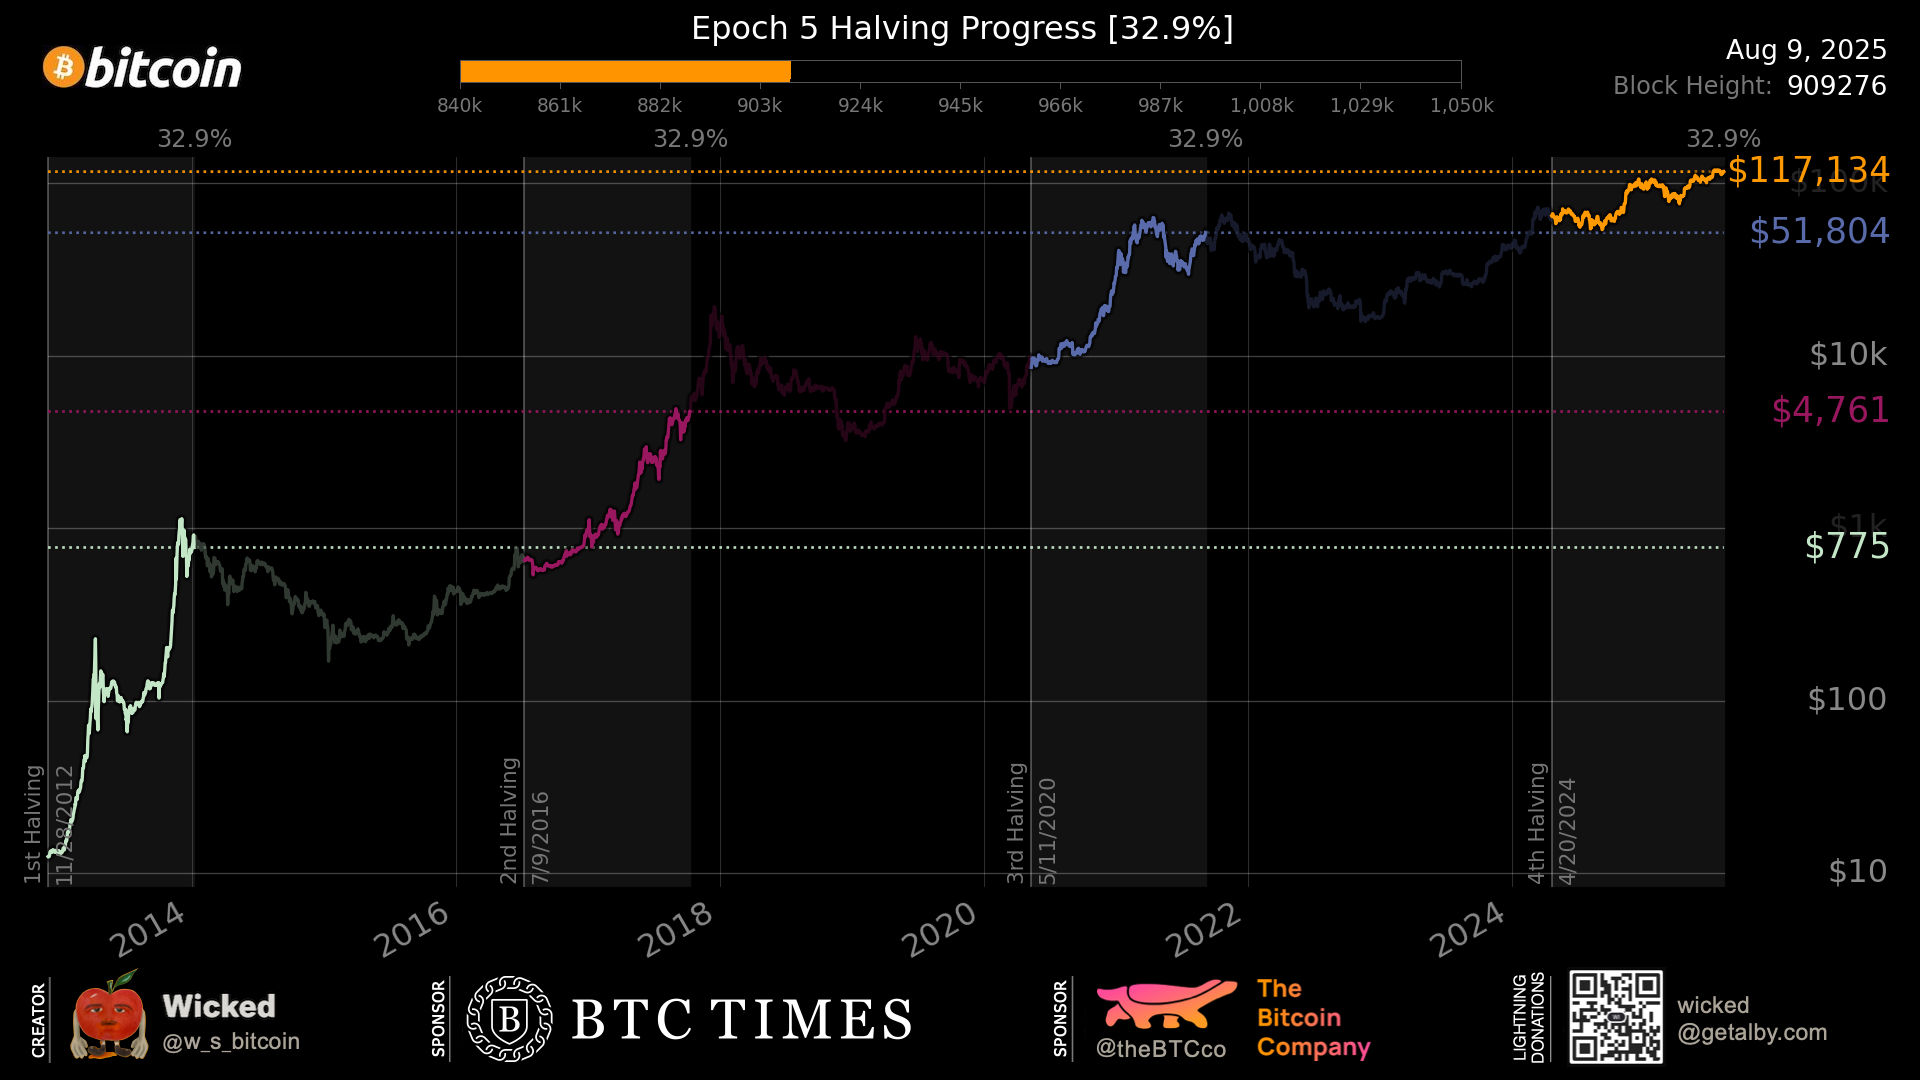 Epoch 5 Halving Progress [32.9%]
bitcoin
Aug 9, 2025
Block Height: 909276
840k 861k 882k 903k 924k 945k 966k 987k 1,008k 1,029k 1,050k
32.9% 32.9% 32.9% 32.9%
$117,134
$100k
$51,804
$10k
$4,761
$1k
$775
$100
$10
1st Halving
11/28/2012
2nd Halving
7/9/2016
3rd Halving
5/11/2020
4th Halving
4/20/2024
2014 2016 2018 2020 2022 2024
CREATOR
Wicked
@w_s_bitcoin
SPONSOR
B
BTC TIMES
SPONSOR
@theBTCco
The
Bitcoin
Company
LIGHTNING
DONATIONS
wicked
@getalby.com